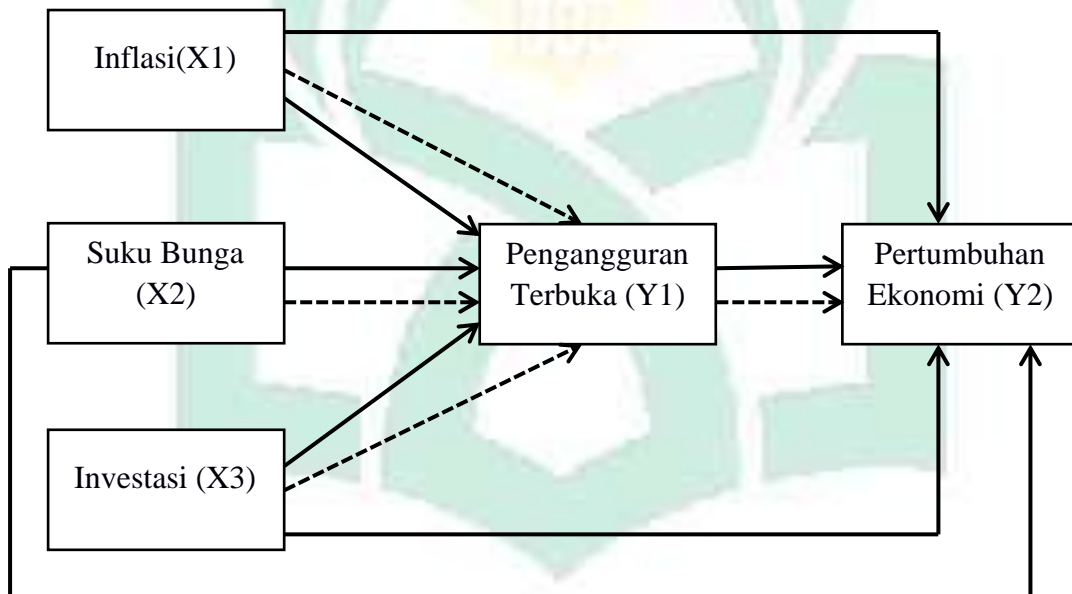 Inflasi(X1)
Suku Bunga
(X2)
Pengangguran
Terbuka (Y1)
Pertumbuhan
Ekonomi (Y2)
Investasi (X3)